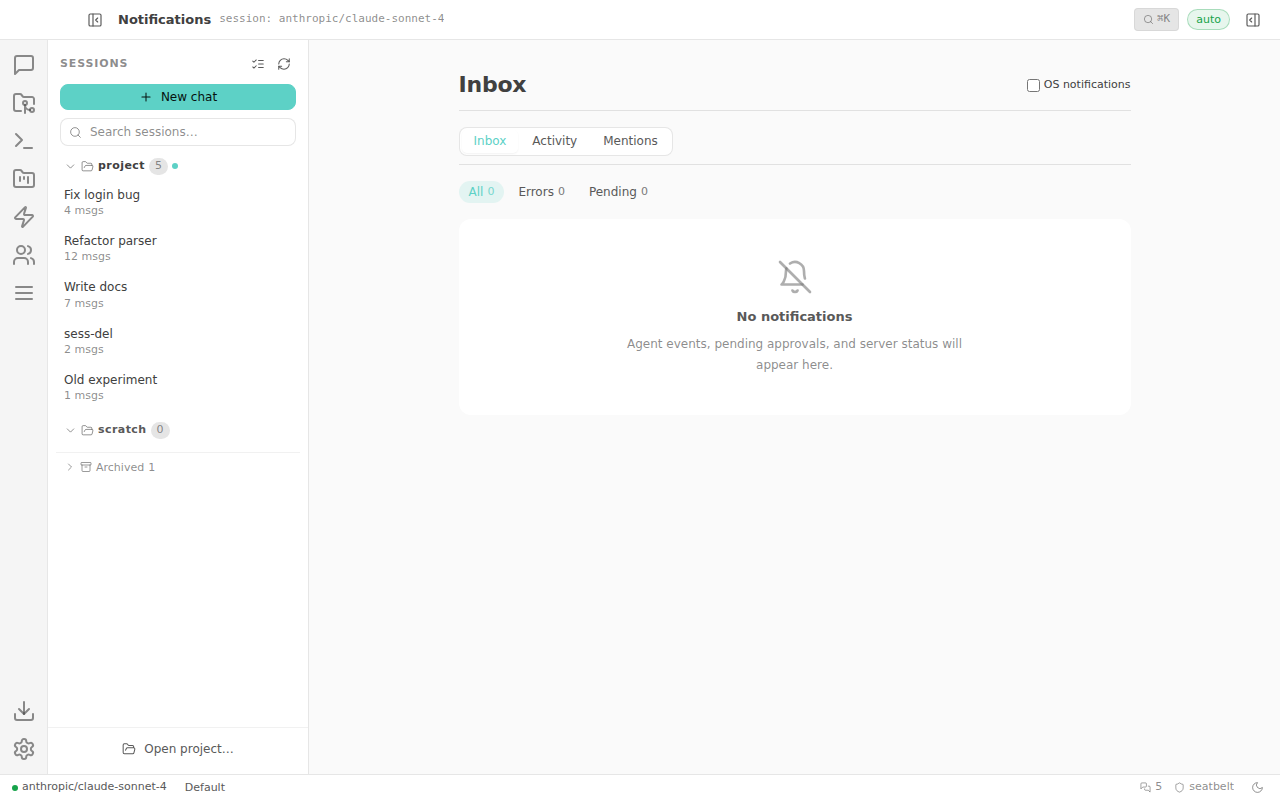 Notifications session: anthropic/claude-sonnet-4
⌘K
auto
SESSIONS
New chat
Search sessions…
project 5
Fix login bug
4 msgs
Refactor parser
12 msgs
Write docs
7 msgs
sess-del
2 msgs
Old experiment
1 msgs
scratch 0
Archived 1
Open project…
Inbox
OS notifications
Inbox Activity Mentions
All 0 Errors 0 Pending 0
No notifications
Agent events, pending approvals, and server status will
appear here.
anthropic/claude-sonnet-4 Default
5 seatbelt